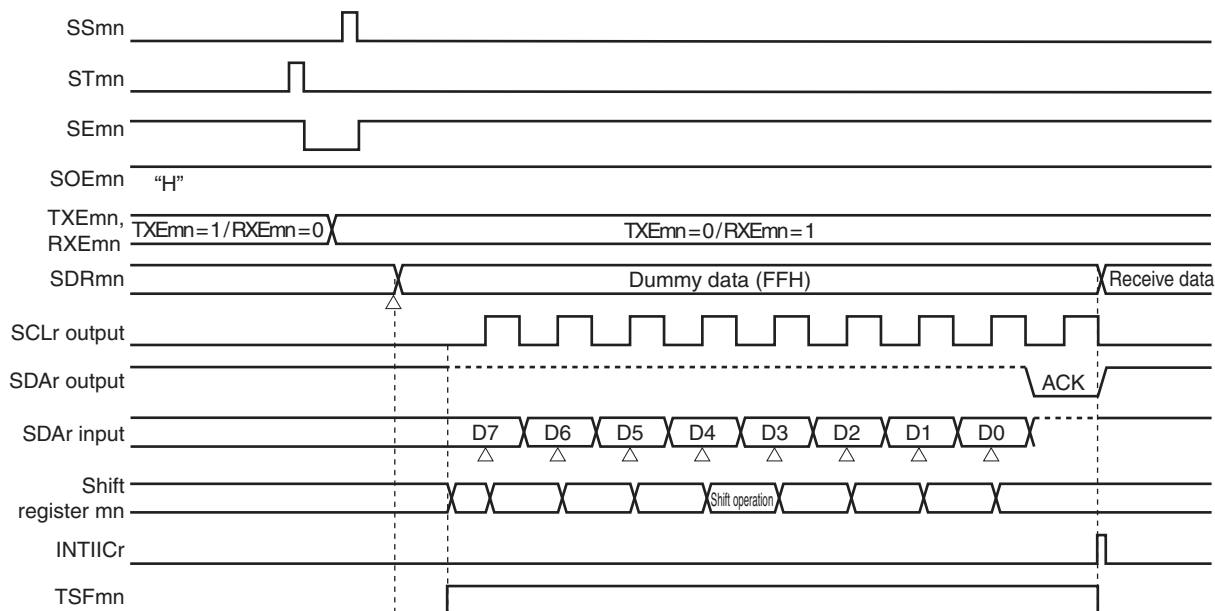 SSmn
STmn
SEmn
SOEmn "H"
TXEmn,
RXEmn TXEmn=1/RXEmn=0 TXEmn=0/RXEmn=1
SDRmn Dummy data (FFH) Receive data
SCLr output
SDAr output ACK
SDAr input D7 D6 D5 D4 D3 D2 D1 D0
Shift
register mn Shift operation
INTIICr
TSFmn